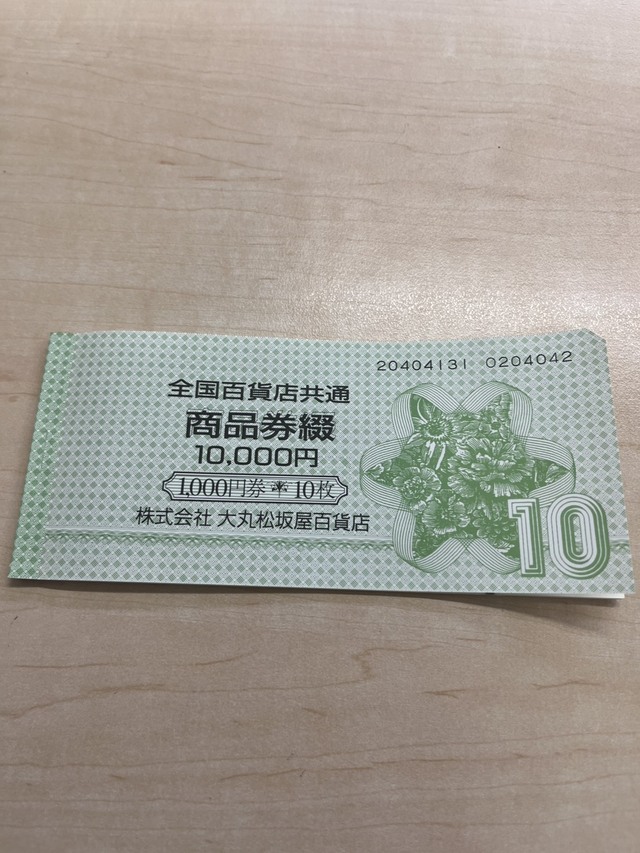 20404131 0204042
全国百貨店共通
商品券綴
10,000円
1,000円券 10枚
株式会社 大丸松坂屋百貨店
10